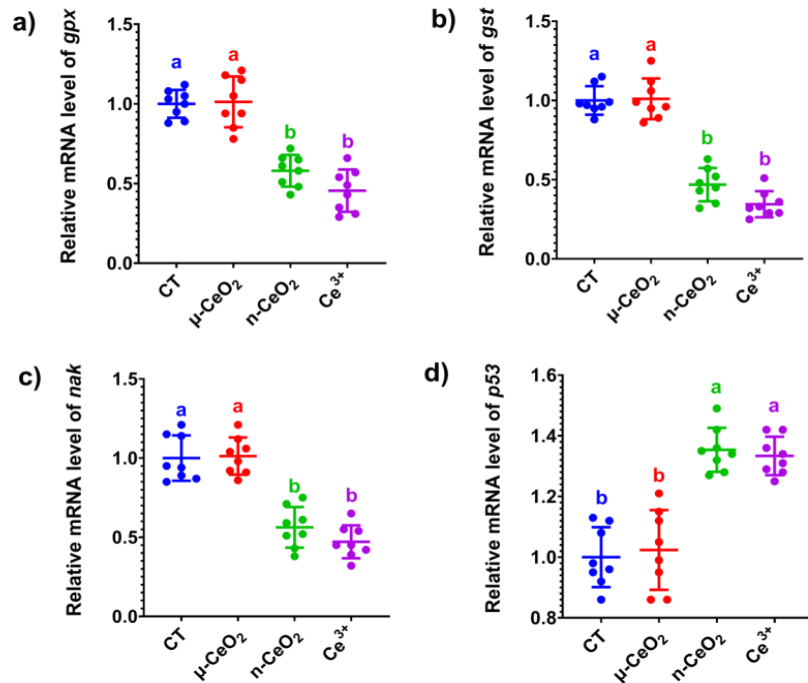 a)
Relative mRNA level of gpx
1.5
1.0
0.5
0.0
a
a
b
b
CT
μ-CeO₂
n-CeO₂
Ce³⁺
b)
Relative mRNA level of gst
1.5
1.0
0.5
0.0
a
a
b
b
CT
μ-CeO₂
n-CeO₂
Ce³⁺
c)
Relative mRNA level of nak
1.5
1.0
0.5
0.0
a
a
b
b
CT
μ-CeO₂
n-CeO₂
Ce³⁺
d)
Relative mRNA level of p53
1.6
1.4
1.2
1.0
0.8
b
b
a
a
CT
μ-CeO₂
n-CeO₂
Ce³⁺